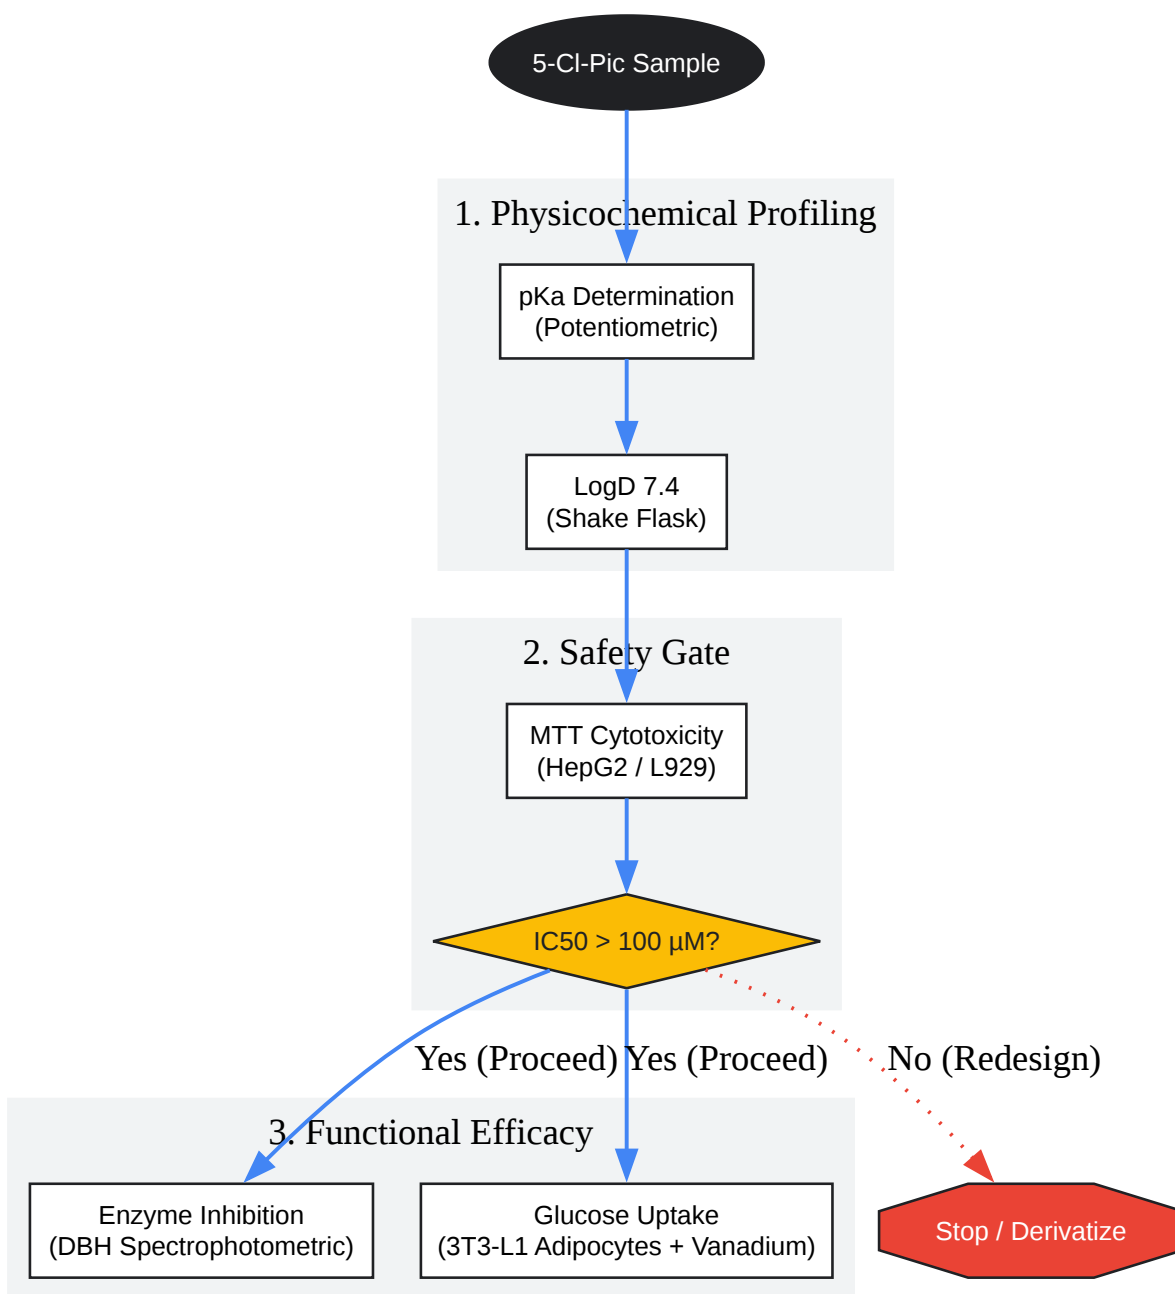 5-Cl-Pic Sample
1. Physicochemical Profiling
pKa Determination
(Potentiometric)
LogD 7.4
(Shake Flask)
2. Safety Gate
MTT Cytotoxicity
(HepG2 / L929)
IC50 > 100 µM?
Yes (Proceed)
Yes (Proceed)
No (Redesign)
3. Functional Efficacy
Enzyme Inhibition
(DBH Spectrophotometric)
Glucose Uptake
(3T3-L1 Adipocytes + Vanadium)
Stop / Derivatize